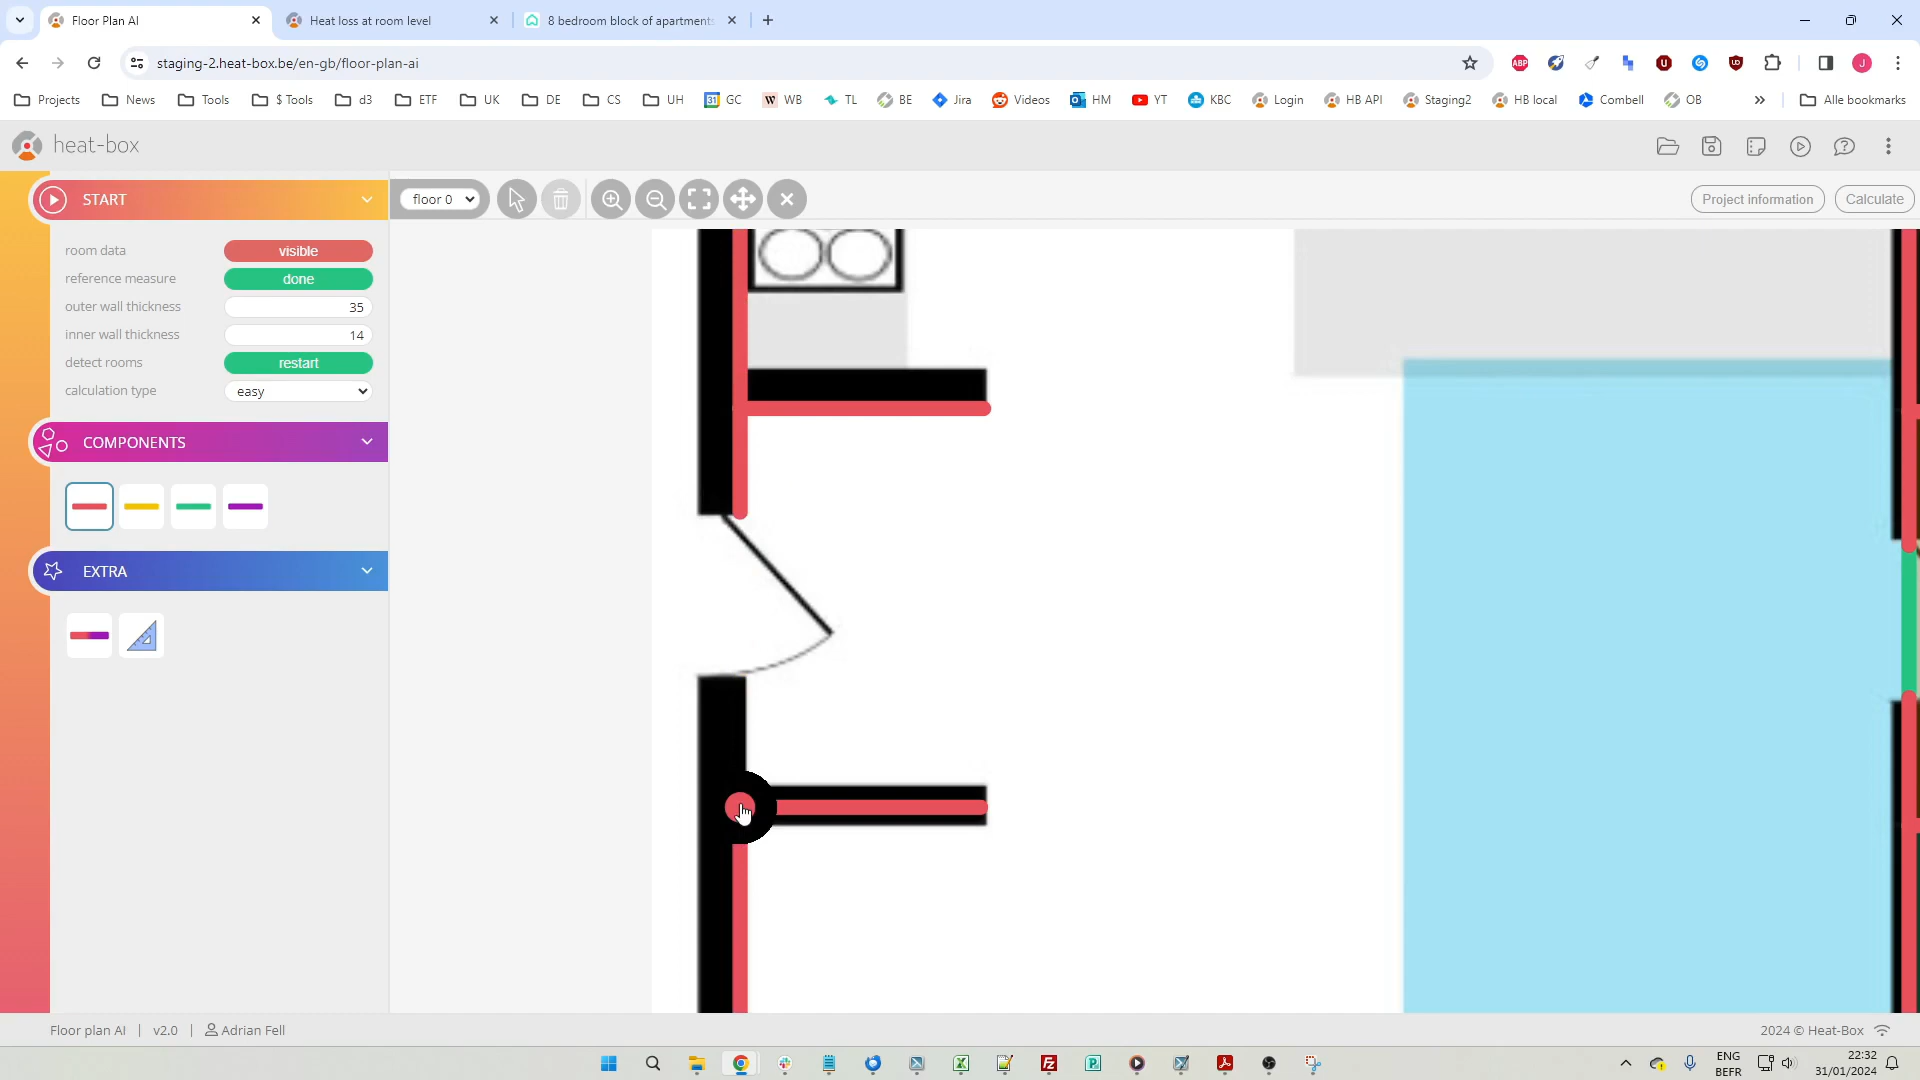 Floor Plan AI
Heat loss at room level
8 bedroom block of apartments
staging-2.heat-box.be/en-gb/floor-plan-ai
ABP
U
J
Projects
News
Tools
$ Tools
d3
ETF
UK
DE
CS
UH
GC
W WB
TL
BE
Jira
Videos
HM
YT
KBC
Login
HB API
Staging2
HB local
Combell
OB
»
Alle bookmarks
heat-box
START
floor 0
Project information
Calculate
room data visible
reference measure done
outer wall thickness 35
inner wall thickness 14
detect rooms restart
calculation type easy
COMPONENTS
EXTRA
Floor plan AI | v2.0 | Adrian Fell
2024 © Heat-Box
ENG
BEFR
22:32
31/01/2024